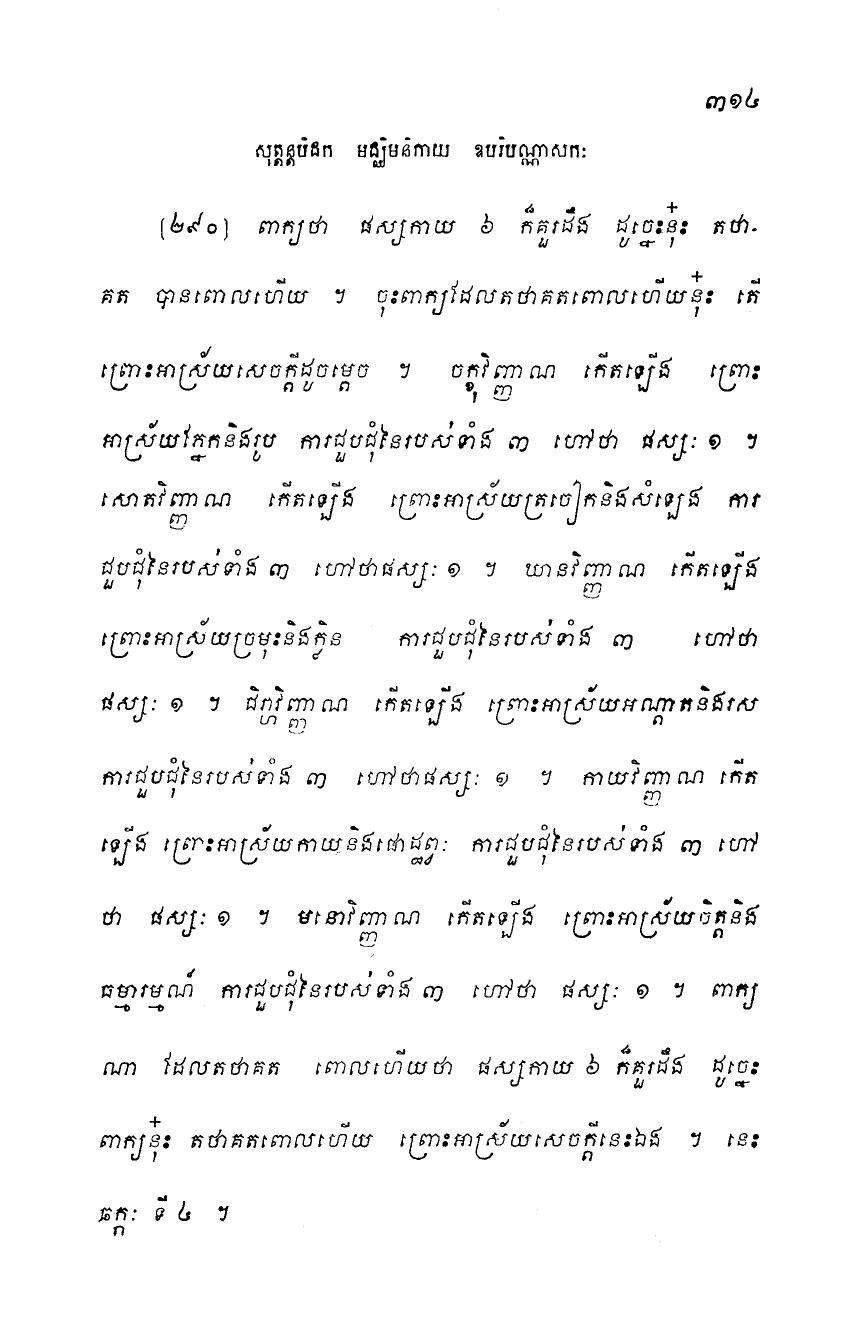 ៣១៤
សុត្តន្តបិដក មជ្ឈិមនិកាយ ឧបរិបណ្ណាសកៈ
[២៩០] ពាក្យថា ផស្សកាយ ៦ ក៏គួរដឹង ដូច្នេះនុ៎ះ តថា-
គត បានពោលហើយ ។ ចុះពាក្យដែលតថាគតពោលហើយនុ៎ះ តើ
ព្រោះអាស្រ័យសេចក្តីដូចម្តេច ។ ចក្ខុវិញ្ញាណ កើតឡើង ព្រោះ
អាស្រ័យភ្នែកនិងរូប ការជួបជុំនៃរបស់ទាំង ៣ ហៅថា ផស្សៈ ១ ។
សោតវិញ្ញាណ កើតឡើង ព្រោះអាស្រ័យត្រចៀកនិងសំឡេង ការ
ជួបជុំនៃរបស់ទាំង ៣ ហៅថាផស្សៈ ១ ។ ឃានវិញ្ញាណ កើតឡើង
ព្រោះអាស្រ័យច្រមុះនិងក្លិន ការជួបជុំនៃរបស់ទាំង ៣ ហៅថា
ផស្សៈ ១ ។ ជិវ្ហាវិញ្ញាណ កើតឡើង ព្រោះអាស្រ័យអណ្តាតនិងរស
ការជួបជុំនៃរបស់ទាំង ៣ ហៅថាផស្សៈ ១ ។ កាយវិញ្ញាណ កើត
ឡើង ព្រោះអាស្រ័យកាយនិងផោដ្ឋព្វៈ ការជួបជុំនៃរបស់ទាំង ៣ ហៅ
ថា ផស្សៈ ១ ។ មនោវិញ្ញាណ កើតឡើង ព្រោះអាស្រ័យចិត្តនិង
ធម្មារម្មណ៍ ការជួបជុំនៃរបស់ទាំង ៣ ហៅថា ផស្សៈ ១ ។ ពាក្យ
ណា ដែលតថាគត ពោលហើយថា ផស្សកាយ ៦ ក៏គួរដឹង ដូច្នេះ
ពាក្យនុ៎ះ តថាគតពោលហើយ ព្រោះអាស្រ័យសេចក្តីនេះឯង ។ នេះ
ឆក្កៈ ទី ៤ ។